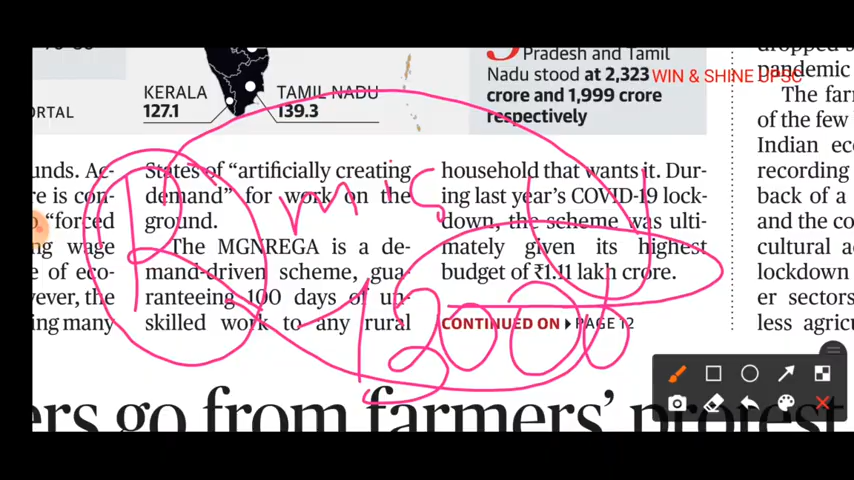 Pradesh and Tamil
Nadu stood at 2,323
crore and 1,999 crore
respectively
WIN & SHINE UPSC
KERALA
127.1
TAMIL NADU
139.3
ORTAL
unds. Ac-
re is con-
"forced
ng wage
e of eco-
vever, the
ing many
States of "artificially creating
demand" for work on the
ground.
The MGNREGA is a de-
mand-driven scheme, gua-
ranteeing 100 days of un-
skilled work to any rural
household that wants it. Dur-
ing last year's COVID-19 lock-
down, the scheme was ulti-
mately given its highest
budget of ₹1.11 lakh crore.
CONTINUED ON PAGE 12
dropped s
pandemic
The farm
of the few
Indian eco
recording
back of a
and the co
cultural ac
lockdown
er sectors
less agricu
mis
ers go from farmers' protest